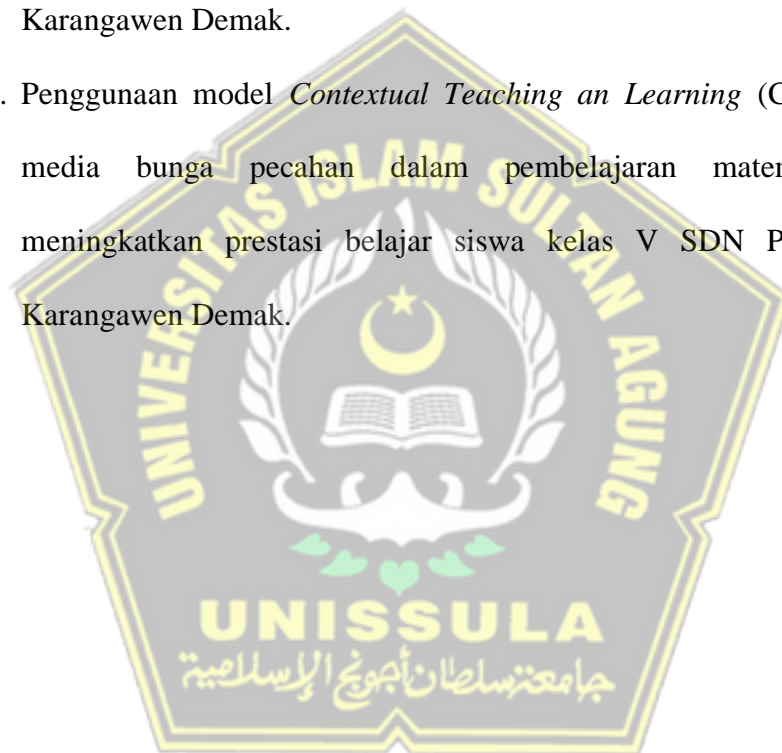 Karangawen Demak.
. Penggunaan model Contextual Teaching an Learning (C
media bunga pecahan dalam pembelajaran mater
meningkatkan prestasi belajar siswa kelas V SDN P
Karangawen Demak.
UNIVERSITAS ISLAM SULTAN AGUNG
UNISSULA
جامعة سلطان أجونج الإسلامية